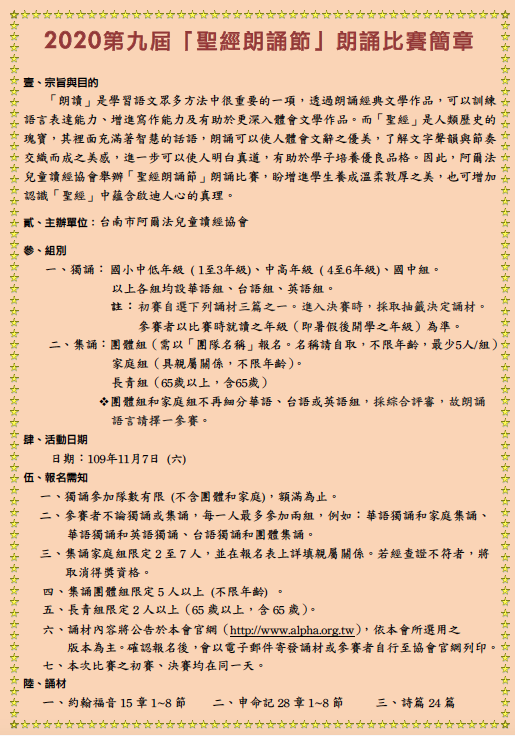 2020第九屆「聖經朗誦節」朗誦比賽簡章
壹、宗旨與目的
「朗讀」是學習語文眾多方法中很重要的一項，透過朗誦經典文學作品，可以訓練
語言表達能力、增進寫作能力及有助於更深入體會文學作品。而「聖經」是人類歷史的
瑰寶，其裡面充滿著智慧的話語，朗誦可以使人體會文辭之優美，了解文字聲韻與節奏
交織而成之美感，進一步可以使人明白真道，有助於學子培養優良品格。因此，阿爾法
兒童讀經協會舉辦「聖經朗誦節」朗誦比賽，盼增進學生養成溫柔敦厚之美，也可增加
認識「聖經」中蘊含啟迪人心的真理。
貳、主辦單位：台南市阿爾法兒童讀經協會
參、組別
一、獨誦： 國小中低年級 ( 1至3年級)、中高年級 ( 4至6年級)、國中組。
以上各組均設華語組、台語組、英語組。
註： 初賽自選下列誦材三篇之一。進入決賽時，採取抽籤決定誦材。
參賽者以比賽時就讀之年級（即暑假後開學之年級）為準。
二、集誦：團體組（需以「團隊名稱」報名。名稱請自取，不限年齡，最少5人/組)
家庭組（具親屬關係，不限年齡)。
長青組（65歲以上，含65歲）
❖團體組和家庭組不再細分華語、台語或英語組，採綜合評審，故朗誦
語言請擇一參賽。
肆、活動日期
日期：109年11月7日 (六)
伍、報名需知
一、獨誦參加隊數有限 (不含團體和家庭)，額滿為止。
二、參賽者不論獨誦或集誦，每一人最多參加兩組，例如：華語獨誦和家庭集誦、
華語獨誦和英語獨誦、台語獨誦和團體集誦。
三、集誦家庭組限定 2 至 7 人，並在報名表上詳填親屬關係。若經查證不符者，將
取消得獎資格。
四、集誦團體組限定 5 人以上 (不限年齡) 。
五、長青組限定 2 人以上（65 歲以上，含 65 歲）。
六、誦材內容將公告於本會官網（http://www.alpha.org.tw），依本會所選用之
版本為主。確認報名後，會以電子郵件寄發誦材或參賽者自行至協會官網列印。
七、本次比賽之初賽、決賽均在同一天。
陸、誦材
一、約翰福音 15 章 1~8 節 二、申命記 28 章 1~8 節 三、詩篇 24 篇